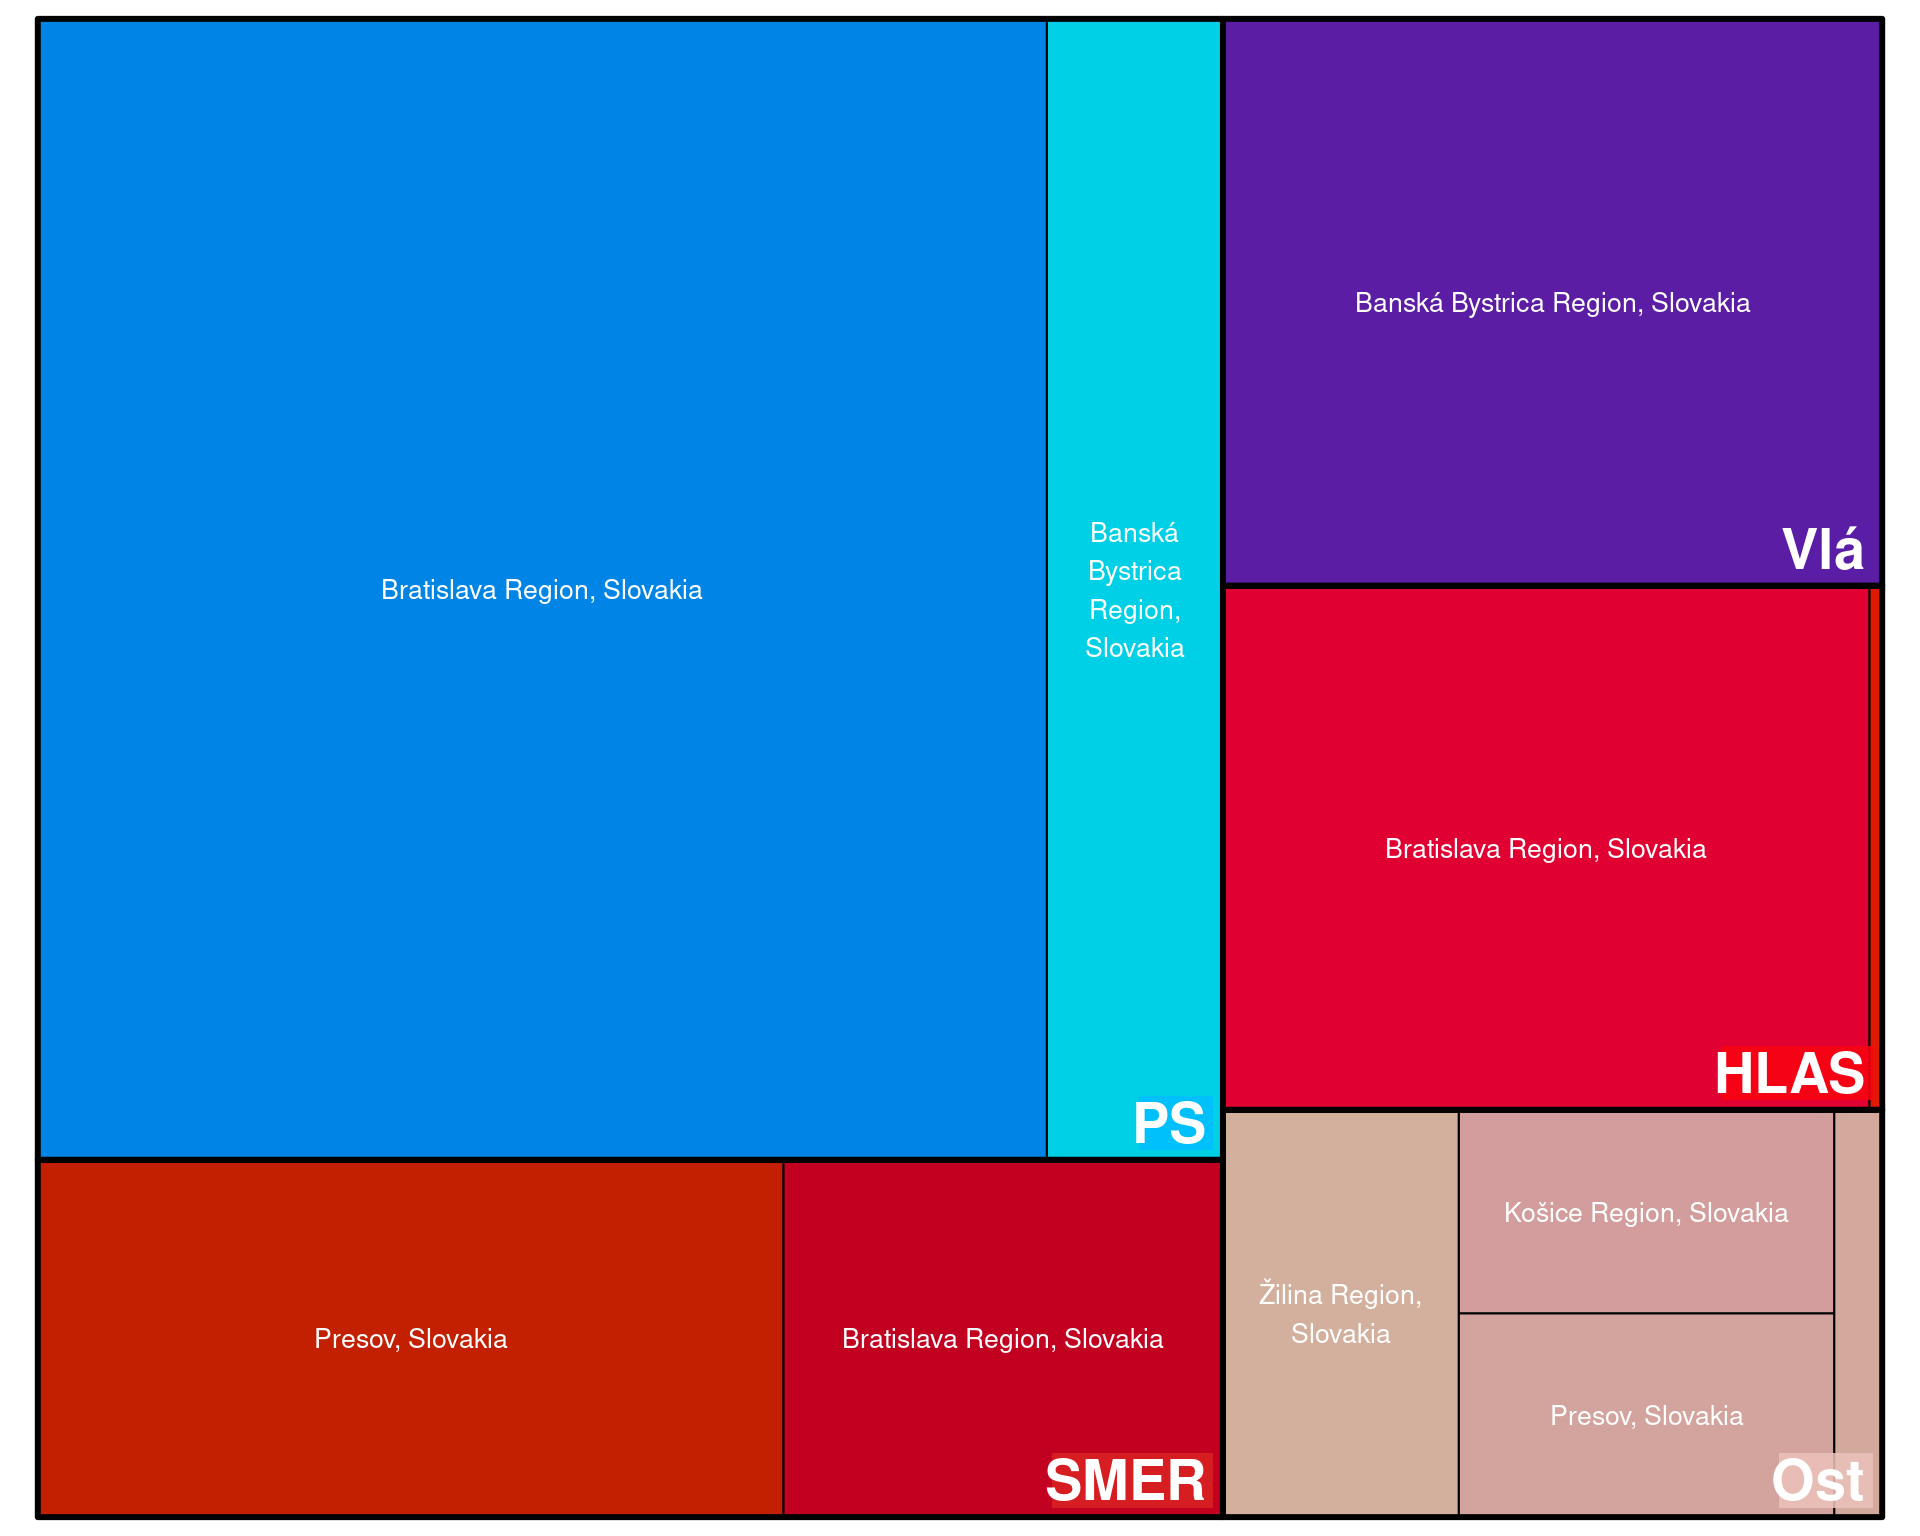 Bratislava Region, Slovakia
Banská
Bystrica
Region,
Slovakia
PS
Banská Bystrica Region, Slovakia
Vlá
Bratislava Region, Slovakia
HLAS
Presov, Slovakia
Bratislava Region, Slovakia
SMER
Žilina Region,
Slovakia
Košice Region, Slovakia
Presov, Slovakia
Ost